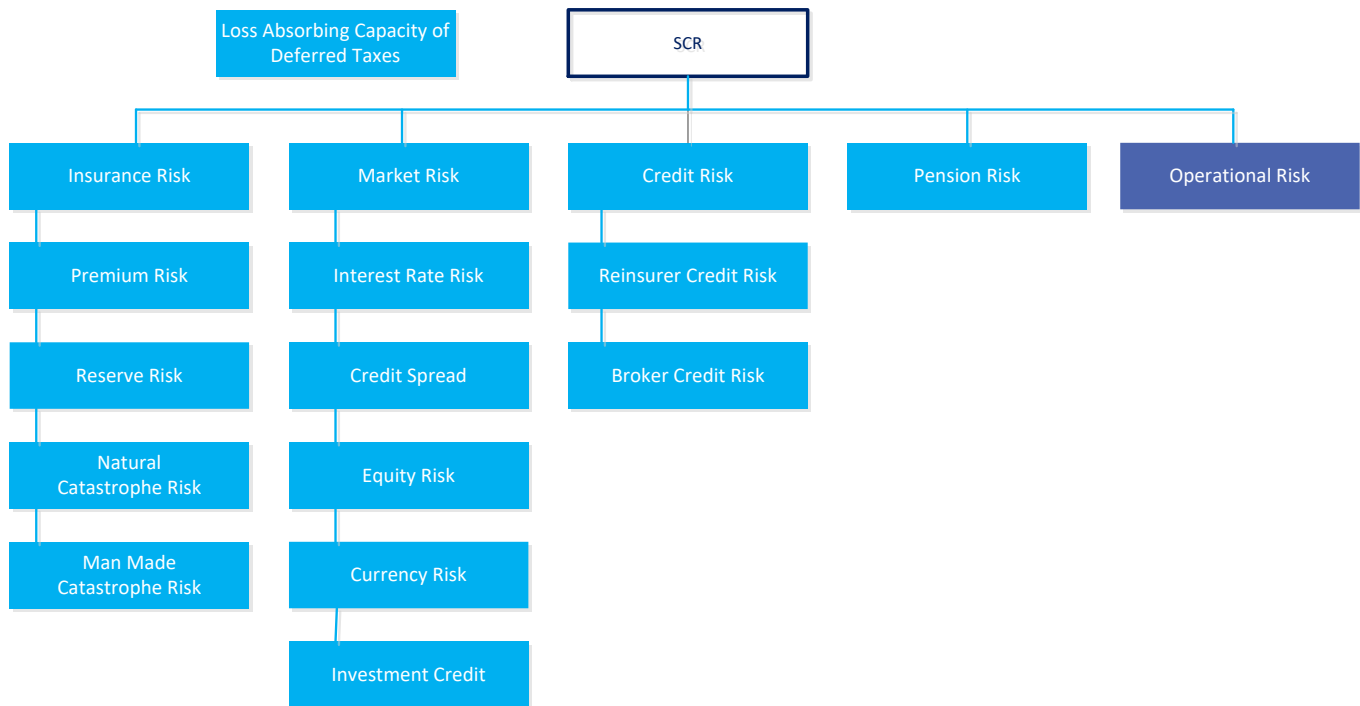 Loss Absorbing Capacity of
Deferred Taxes
SCR
Insurance Risk
Market Risk
Credit Risk
Pension Risk
Operational Risk
Premium Risk
Interest Rate Risk
Reinsurer Credit Risk
Reserve Risk
Credit Spread
Broker Credit Risk
Natural
Catastrophe Risk
Equity Risk
Man Made
Catastrophe Risk
Currency Risk
Investment Credit